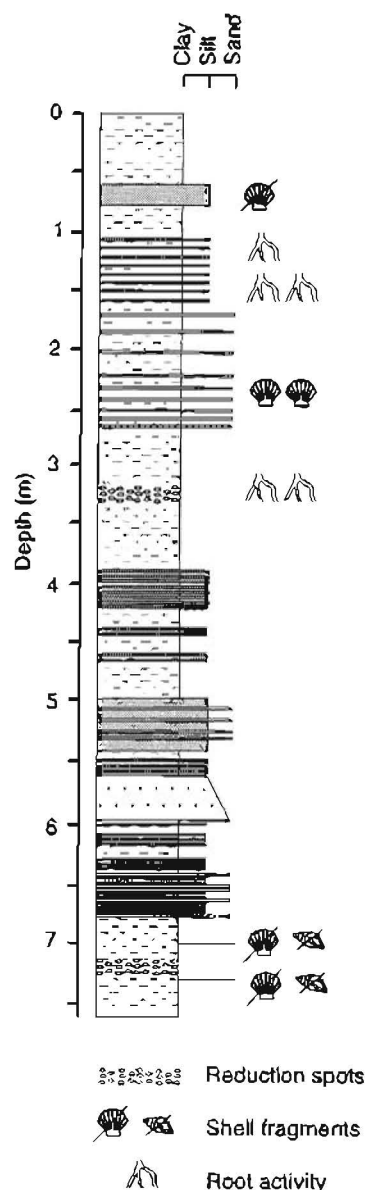 Clay
Silt
Sand
0
1
2
3
4
5
6
7
Depth (m)
Reduction spots
Shell fragments
Root activity